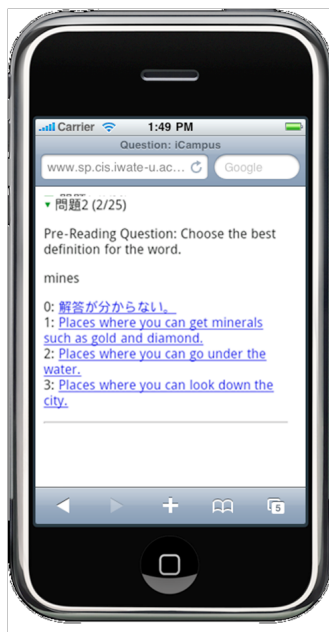 Carrier 1:49 PM
Question: iCampus
www.sp.cis.iwate-u.ac... Google
▼ 問題2 (2/25)
Pre-Reading Question: Choose the best
definition for the word.
mines
0: 解答が分からない。
1: Places where you can get minerals
such as gold and diamond.
2: Places where you can go under the
water.
3: Places where you can look down the
city.
5